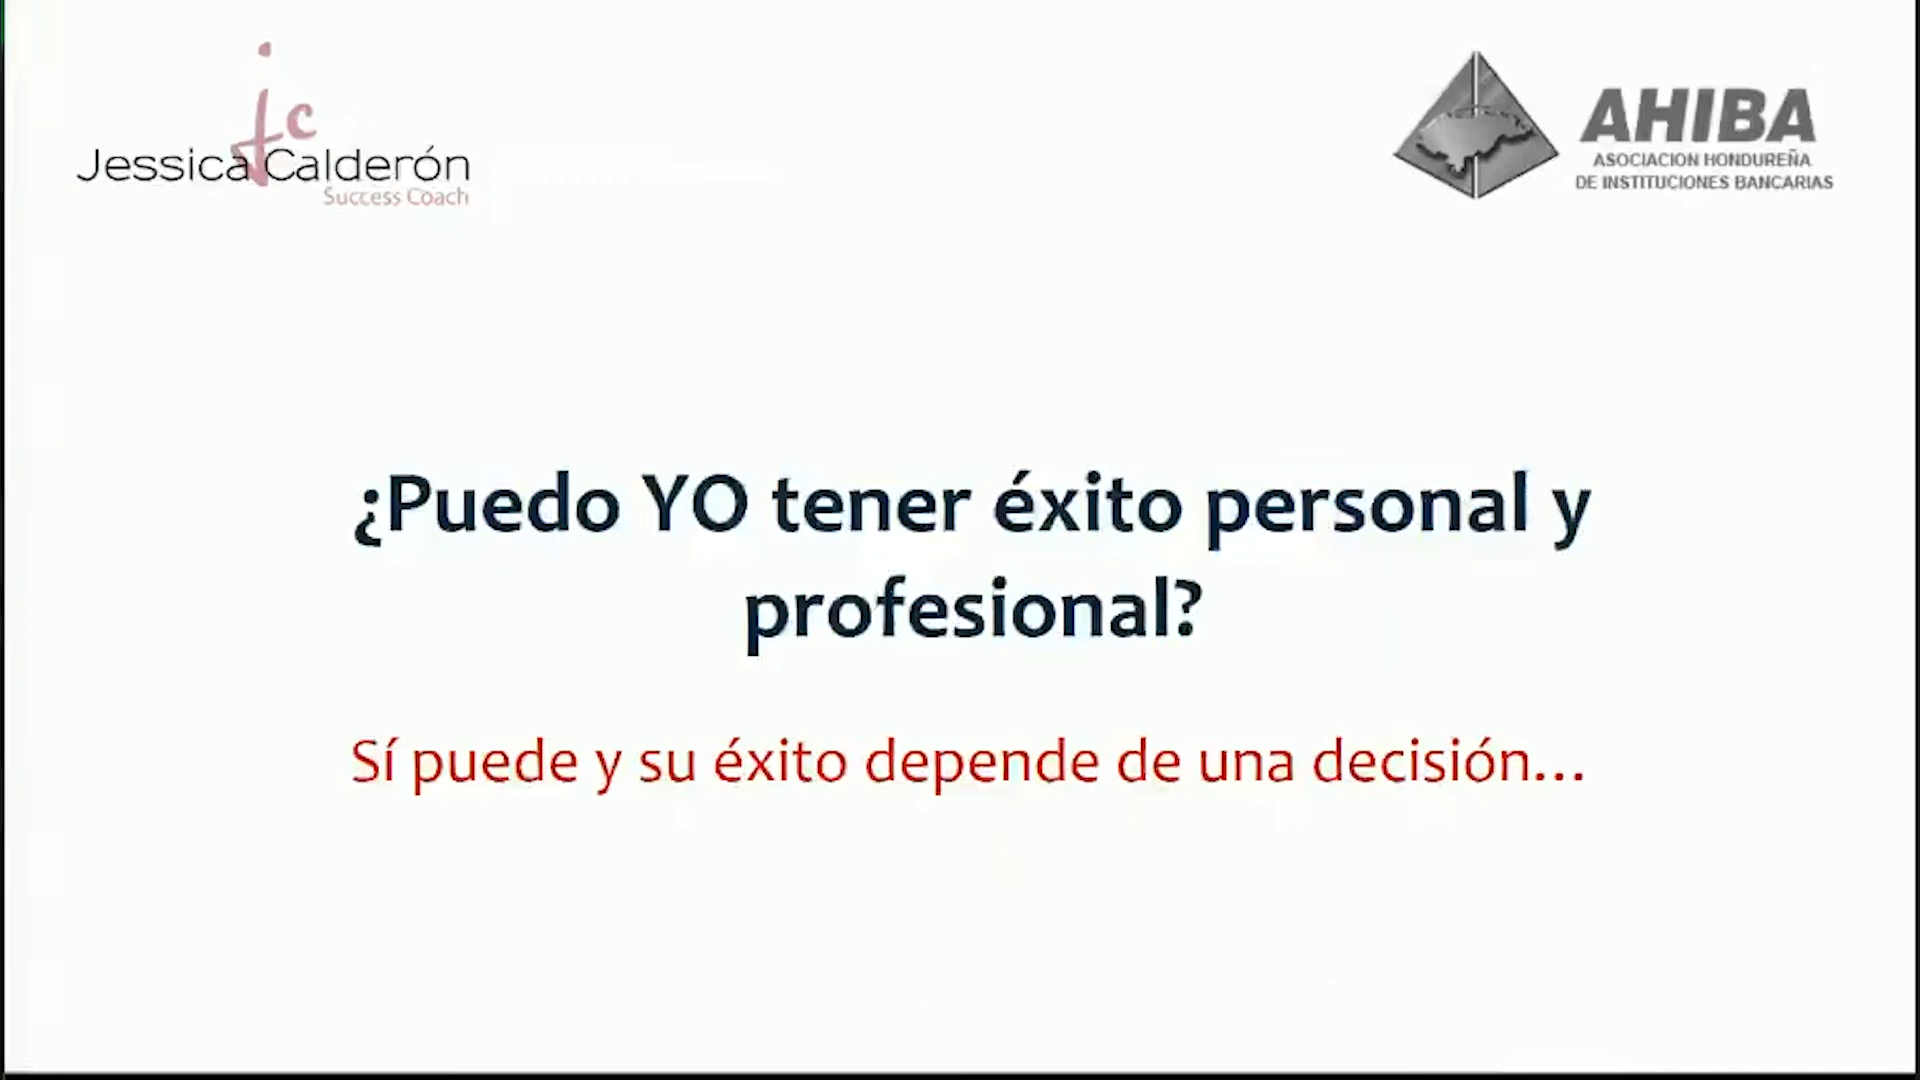 jc
Jessica Calderón
Success Coach
AHIBA
ASOCIACION HONDUREÑA
DE INSTITUCIONES BANCARIAS
¿Puedo YO tener éxito personal y
profesional?
Sí puede y su éxito depende de una decisión...